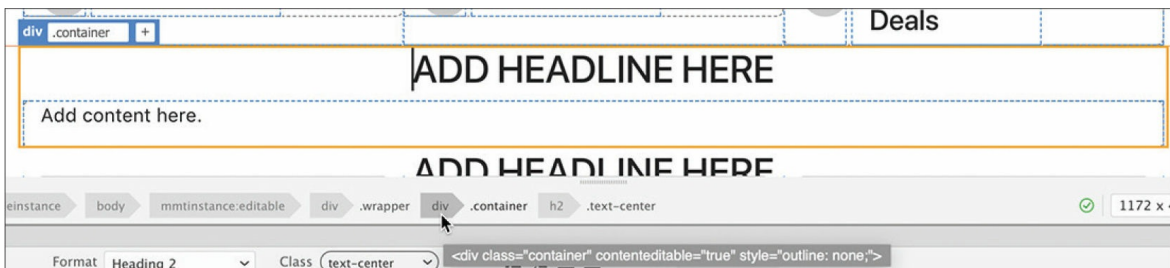 Deals
div .container +
ADD HEADLINE HERE
Add content here.
ADD HEADLINE HERE
einstance body mmtinstance:editable div .wrapper div .container h2 .text-center 1172 x
<div class="container" contenteditable="true" style="outline: none;">
Format Heading 2 Class text-center